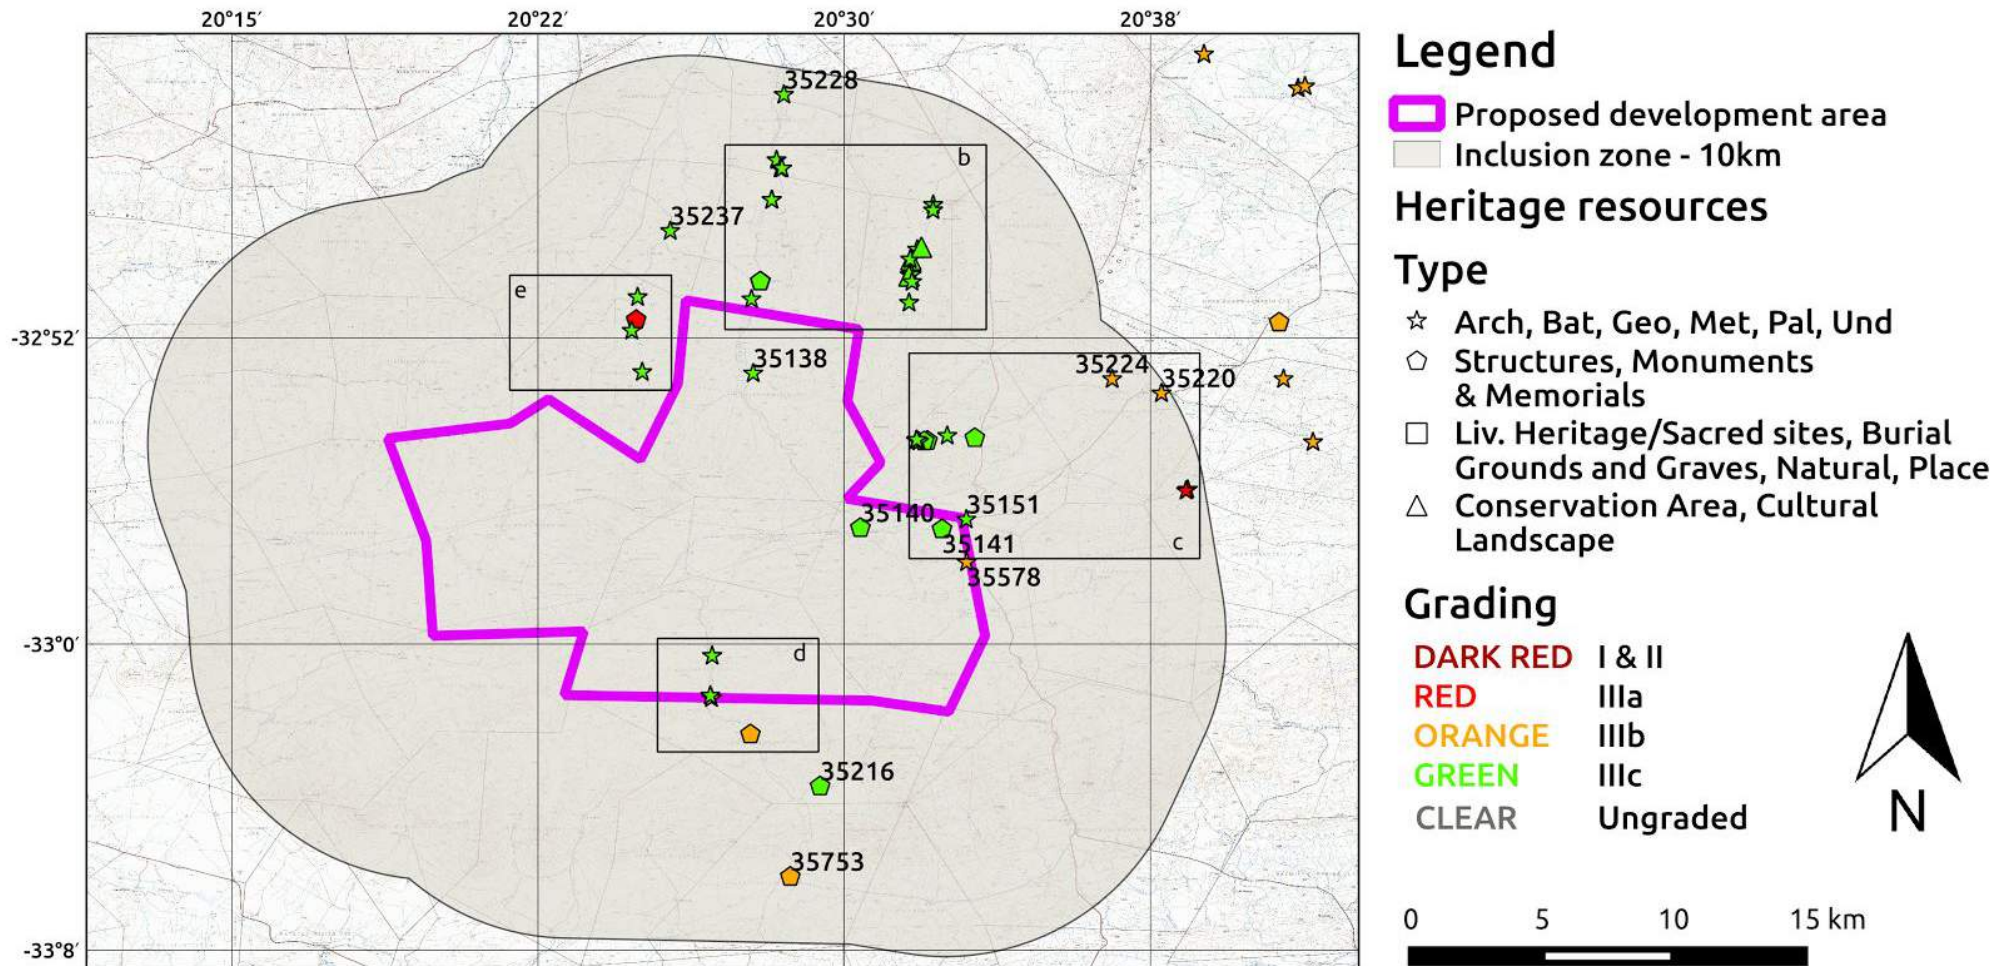 20°15′ 20°22′ 20°30′ 20°38′
35228
b
35237
e
-32°52′
35138
35224
35220
35151
35140
35141
c
35578
-33°0′
d
35216
35753
-33°8′
Legend
Proposed development area
Inclusion zone - 10km
Heritage resources
Type
Arch, Bat, Geo, Met, Pal, Und
Structures, Monuments
& Memorials
Liv. Heritage/Sacred sites, Burial
Grounds and Graves, Natural, Place
Conservation Area, Cultural
Landscape
Grading
DARK RED I & II
RED IIIa
ORANGE IIIb
GREEN IIIc
CLEAR Ungraded
N
0 5 10 15 km